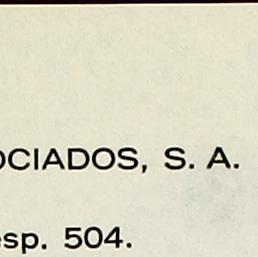 OCIADOS, S. A.
esp. 504.